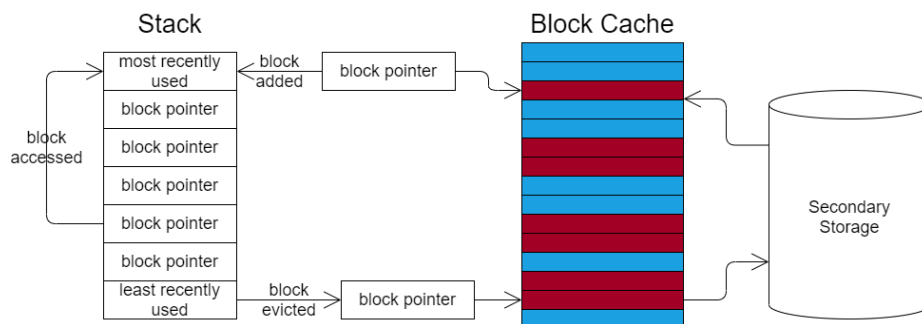 Stack
Block Cache
most recently
used
block
added
block pointer
block pointer
block
accessed
block pointer
block pointer
block pointer
block pointer
least recently
used
block
evicted
block pointer
Secondary
Storage